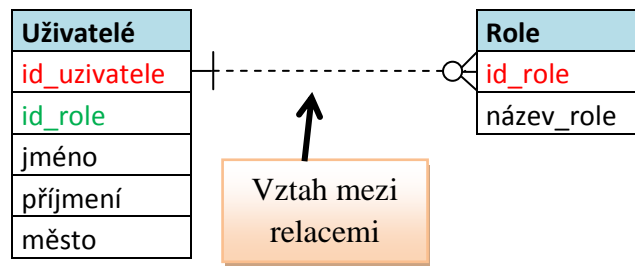 Uživatelé
id_uzivatele
id_role
jméno
příjmení
město
Role
id_role
název_role
Vztah mezi
relacemi